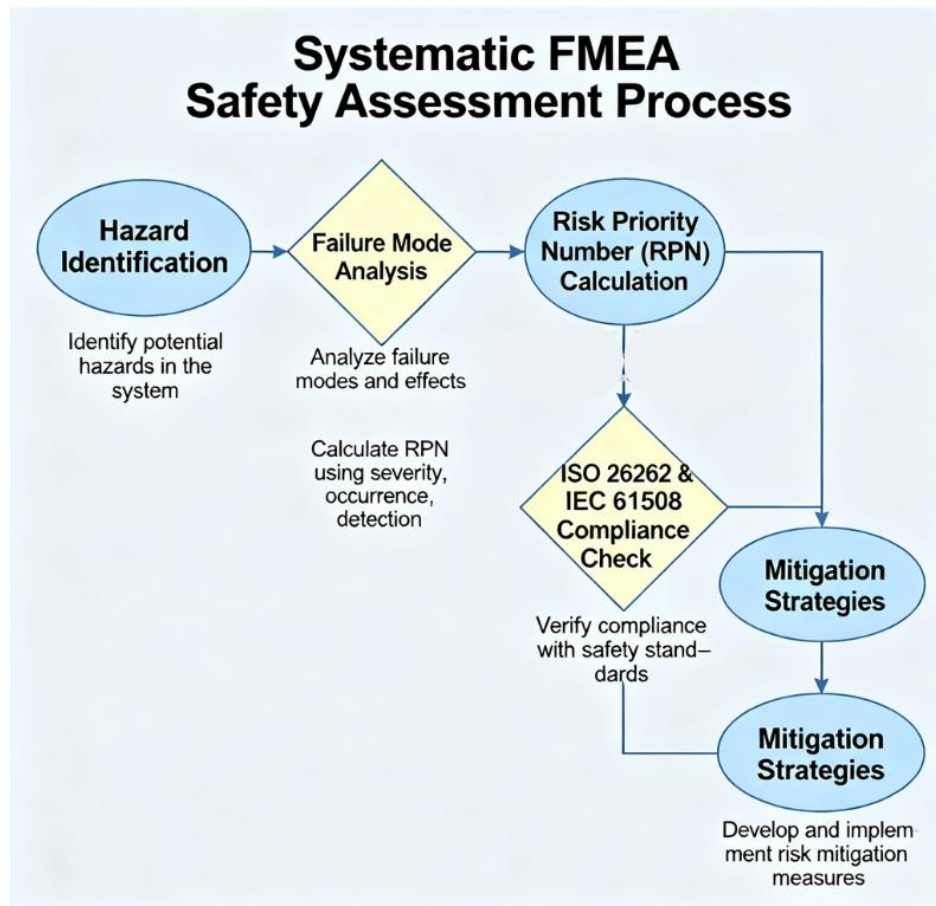 Systematic FMEA
Safety Assessment Process
Hazard
Identification
Identify potential
hazards in the
system
Failure Mode
Analysis
Analyze failure
modes and effects
Calculate RPN
using severity,
occurrence,
detection
Risk Priority
Number (RPN)
Calculation
ISO 26262 &
IEC 61508
Compliance
Check
Verify compliance
with safety stand–
dards
Mitigation
Strategies
Mitigation
Strategies
Develop and implem-
ment risk mitigation
measures